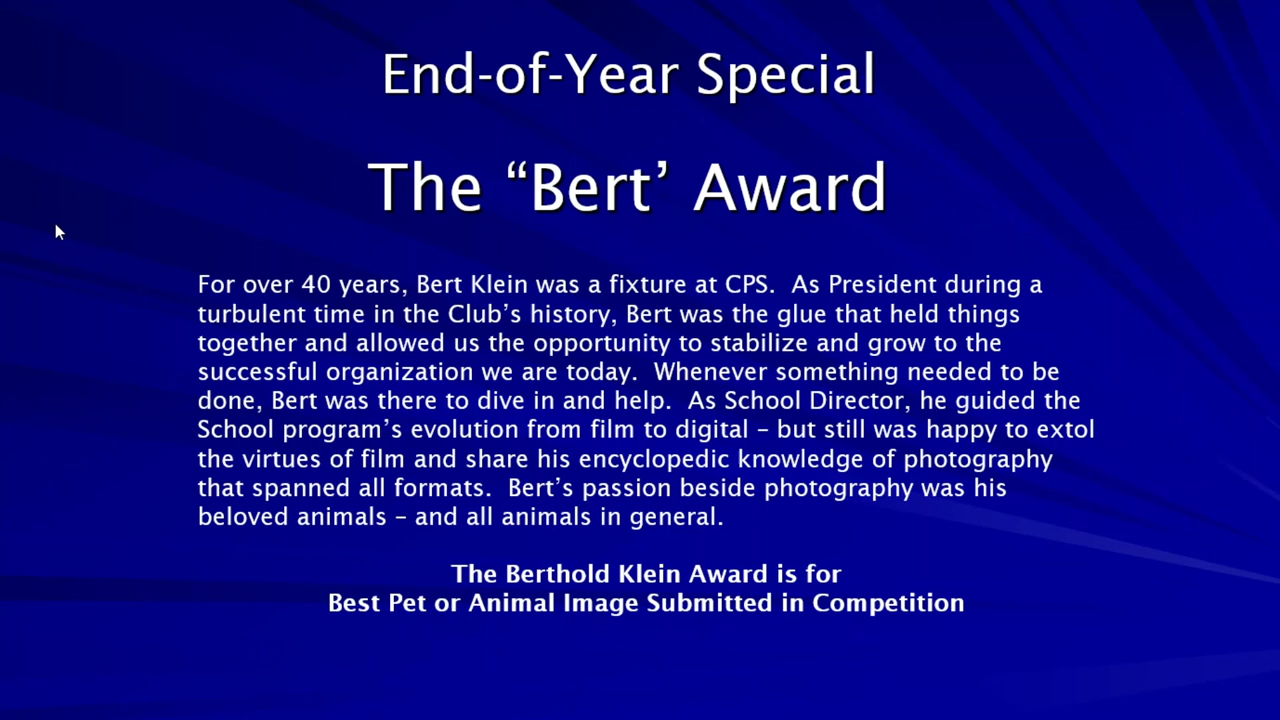 End-of-Year Special
The “Bert’ Award
For over 40 years, Bert Klein was a fixture at CPS.  As President during a
turbulent time in the Club’s history, Bert was the glue that held things
together and allowed us the opportunity to stabilize and grow to the
successful organization we are today.  Whenever something needed to be
done, Bert was there to dive in and help.  As School Director, he guided the
School program’s evolution from film to digital – but still was happy to extol
the virtues of film and share his encyclopedic knowledge of photography
that spanned all formats.  Bert’s passion beside photography was his
beloved animals – and all animals in general.
The Berthold Klein Award is for
Best Pet or Animal Image Submitted in Competition